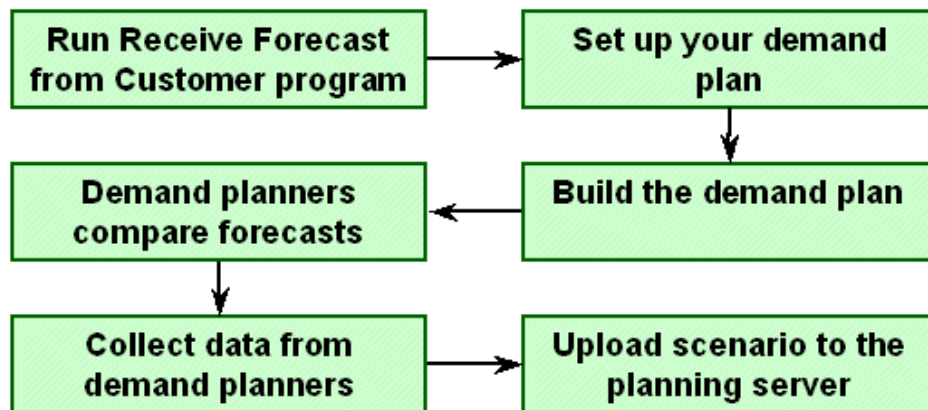 Run Receive Forecast
from Customer program
Set up your demand
plan
Build the demand plan
Demand planners
compare forecasts
Collect data from
demand planners
Upload scenario to the
planning server